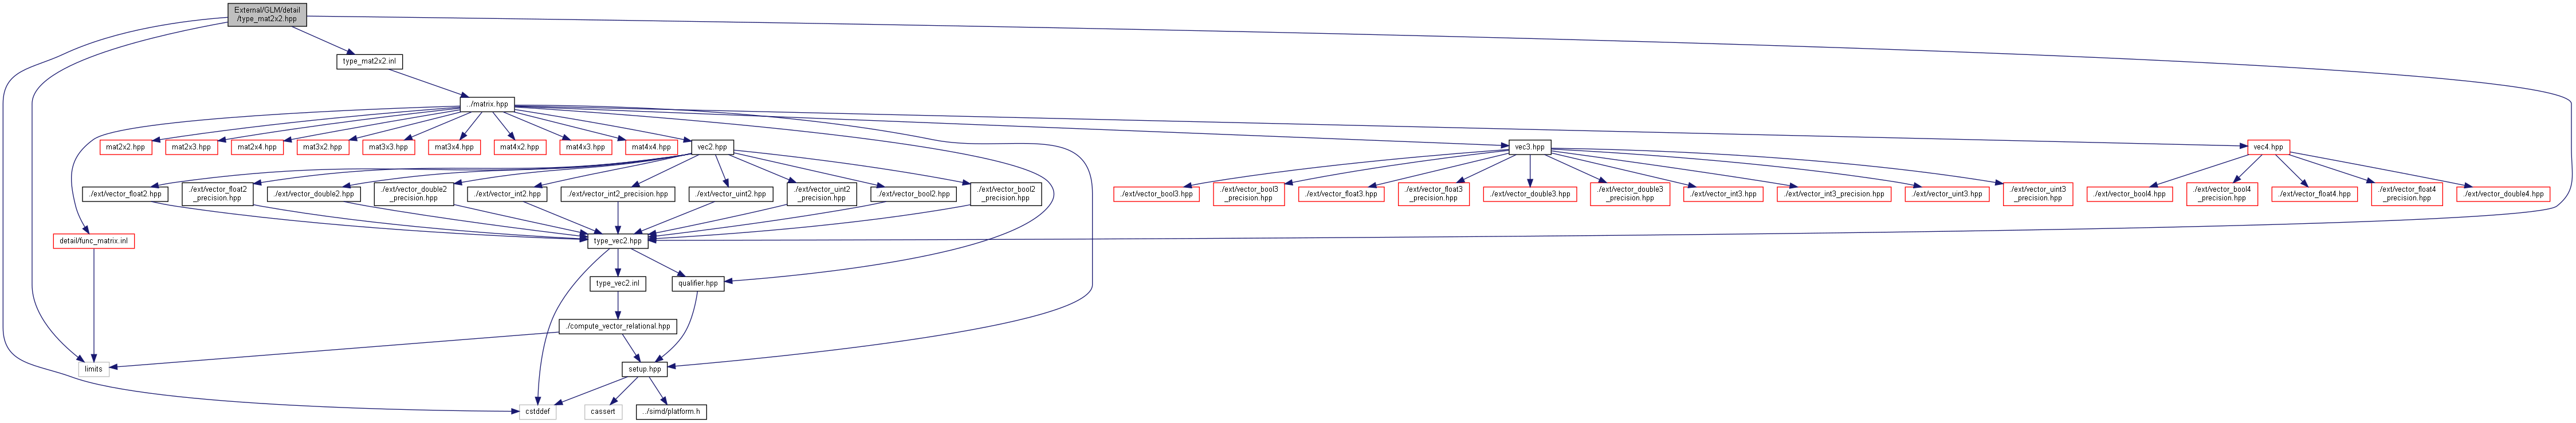 External/GLM/detail
/type_mat2x2.hpp
type_mat2x2.inl
../matrix.hpp
mat2x2.hpp
mat2x3.hpp
mat2x4.hpp
mat3x2.hpp
mat3x3.hpp
mat3x4.hpp
mat4x2.hpp
mat4x3.hpp
mat4x4.hpp
vec2.hpp
vec3.hpp
vec4.hpp
./ext/vector_float2.hpp
./ext/vector_float2
_precision.hpp
./ext/vector_double2.hpp
./ext/vector_double2
_precision.hpp
./ext/vector_int2.hpp
./ext/vector_int2_precision.hpp
./ext/vector_uint2.hpp
./ext/vector_uint2
_precision.hpp
./ext/vector_bool2.hpp
./ext/vector_bool2
_precision.hpp
./ext/vector_bool3.hpp
./ext/vector_bool3
_precision.hpp
./ext/vector_float3.hpp
./ext/vector_float3
_precision.hpp
./ext/vector_double3.hpp
./ext/vector_double3
_precision.hpp
./ext/vector_int3.hpp
./ext/vector_int3_precision.hpp
./ext/vector_uint3.hpp
./ext/vector_uint3
_precision.hpp
./ext/vector_bool4.hpp
./ext/vector_bool4
_precision.hpp
./ext/vector_float4.hpp
./ext/vector_float4
_precision.hpp
./ext/vector_double4.hpp
detail/func_matrix.inl
type_vec2.hpp
type_vec2.inl
qualifier.hpp
./compute_vector_relational.hpp
limits
setup.hpp
cstddef
cassert
../simd/platform.h